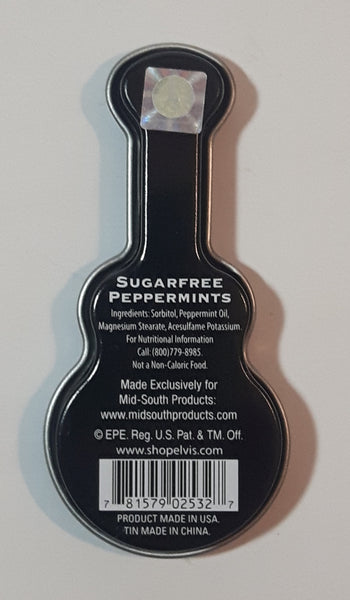 SUGARFREE
PEPPERMINTS
Ingredients: Sorbitol, Peppermint Oil,
Magnesium Stearate, Acesulfame Potassium.
For Nutritional Information
Call: (800)779-8985.
Not a Non-Caloric Food.
Made Exclusively for
Mid-South Products:
www.midsouthproducts.com
© EPE. Reg. U.S. Pat. & TM. Off.
www.shopelvis.com
7 81579 02532 7
PRODUCT MADE IN USA.
TIN MADE IN CHINA.